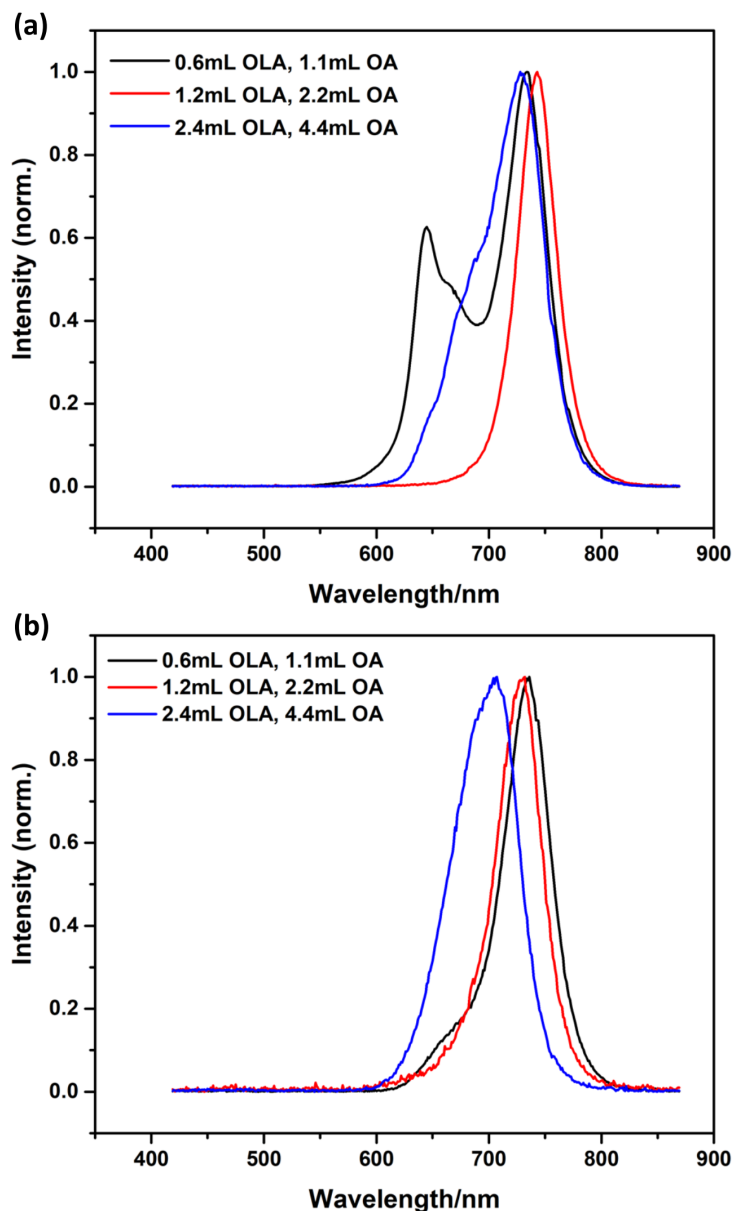 (a)
0.6mL OLA, 1.1mL OA
1.2mL OLA, 2.2mL OA
2.4mL OLA, 4.4mL OA
1.0
0.8
0.6
0.4
0.2
0.0
Intensity (norm.)
400 500 600 700 800 900
Wavelength/nm
(b)
0.6mL OLA, 1.1mL OA
1.2mL OLA, 2.2mL OA
2.4mL OLA, 4.4mL OA
1.0
0.8
0.6
0.4
0.2
0.0
Intensity (norm.)
400 500 600 700 800 900
Wavelength/nm